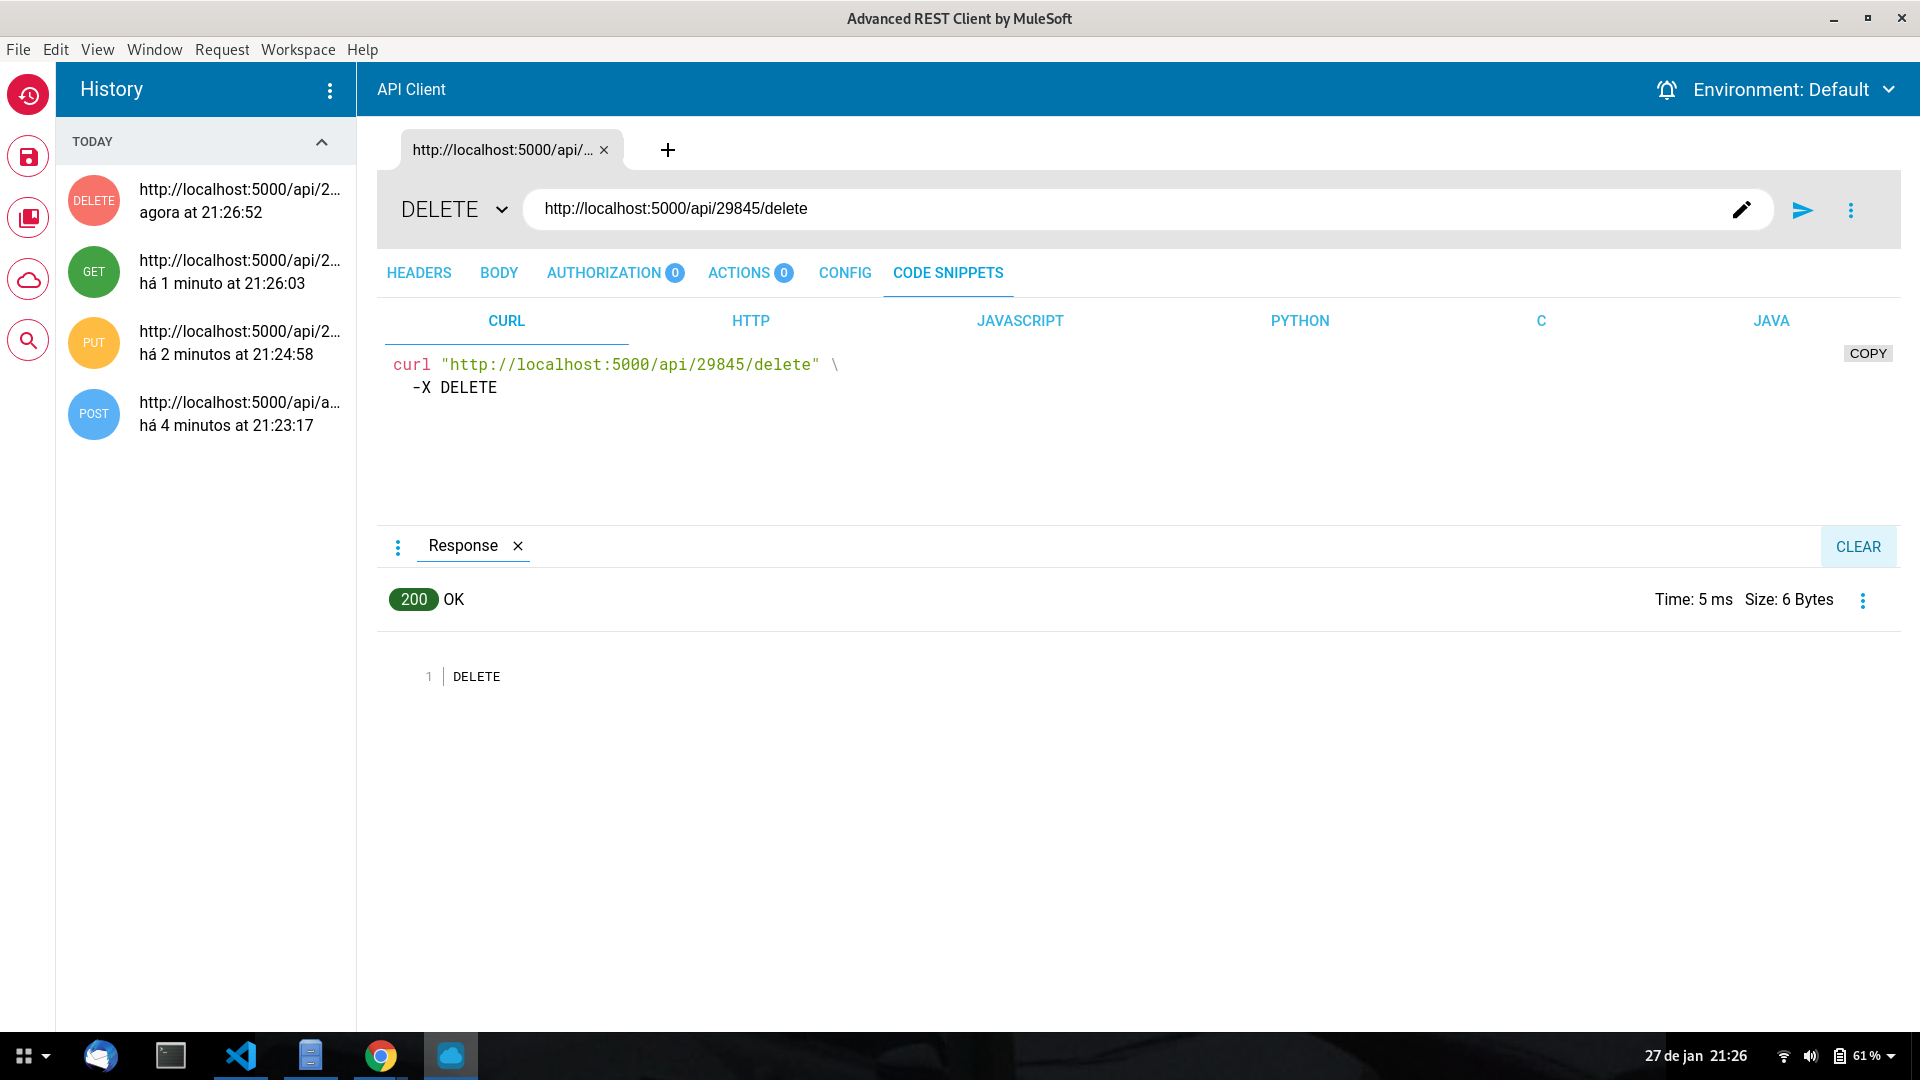 Advanced REST Client by MuleSoft
File Edit View Window Request Workspace Help
History
API Client
Environment: Default
TODAY
DELETE
http://localhost:5000/api/2...
agora at 21:26:52
GET
http://localhost:5000/api/2...
há 1 minuto at 21:26:03
PUT
http://localhost:5000/api/2...
há 2 minutos at 21:24:58
POST
http://localhost:5000/api/a...
há 4 minutos at 21:23:17
http://localhost:5000/api/...
DELETE
http://localhost:5000/api/29845/delete
HEADERS BODY AUTHORIZATION 0 ACTIONS 0 CONFIG CODE SNIPPETS
CURL HTTP JAVASCRIPT PYTHON C JAVA
curl "http://localhost:5000/api/29845/delete" \
-X DELETE
COPY
Response
CLEAR
200 OK
Time: 5 ms Size: 6 Bytes
1 DELETE
27 de jan 21:26
61 %